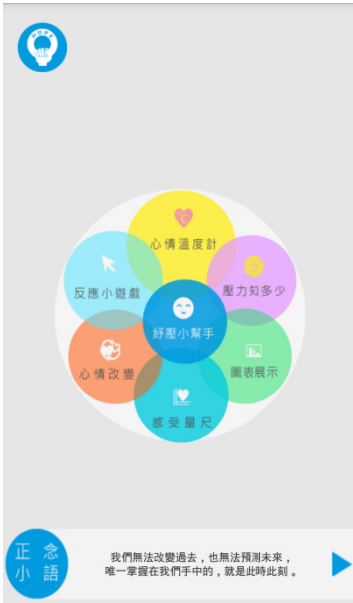 HOPE
心情溫度計
反應小遊戲
壓力知多少
紓壓小幫手
心情改變
圖表展示
感受量尺
正念
小語
我們無法改變過去，也無法預測未來，
唯一掌握在我們手中的，就是此時此刻。